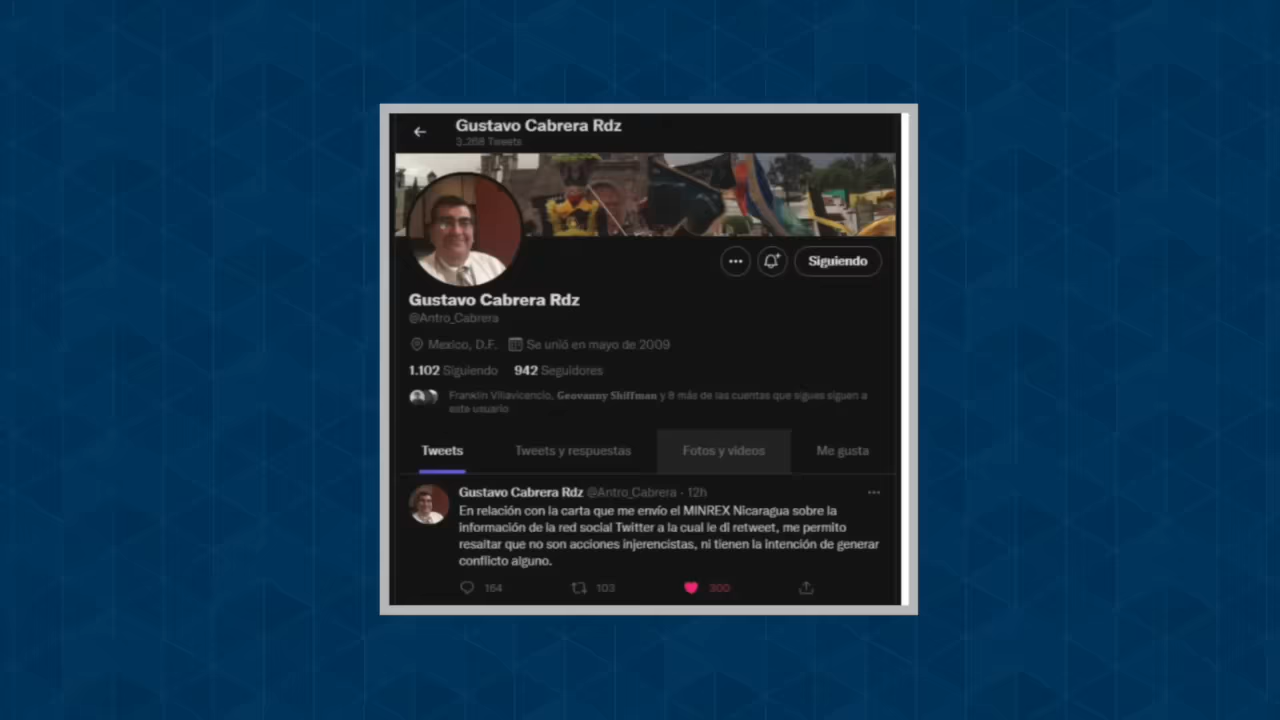 Gustavo Cabrera Rdz
3.268 Tweets
Siguiendo
Gustavo Cabrera Rdz
@Antro_Cabrera
Mexico, D.F. Se unió en mayo de 2009
1.102 Siguiendo 942 Seguidores
Franklin Villavicencio, Geovanny Shiffman y 8 más de las cuentas que sigues siguen a
este usuario
Tweets Tweets y respuestas Fotos y videos Me gusta
Gustavo Cabrera Rdz @Antro_Cabrera · 12h
En relación con la carta que me envío el MINREX Nicaragua sobre la
información de la red social Twitter a la cual le di retweet, me permito
resaltar que no son acciones injerencistas, ni tienen la intención de generar
conflicto alguno.
164 103 300